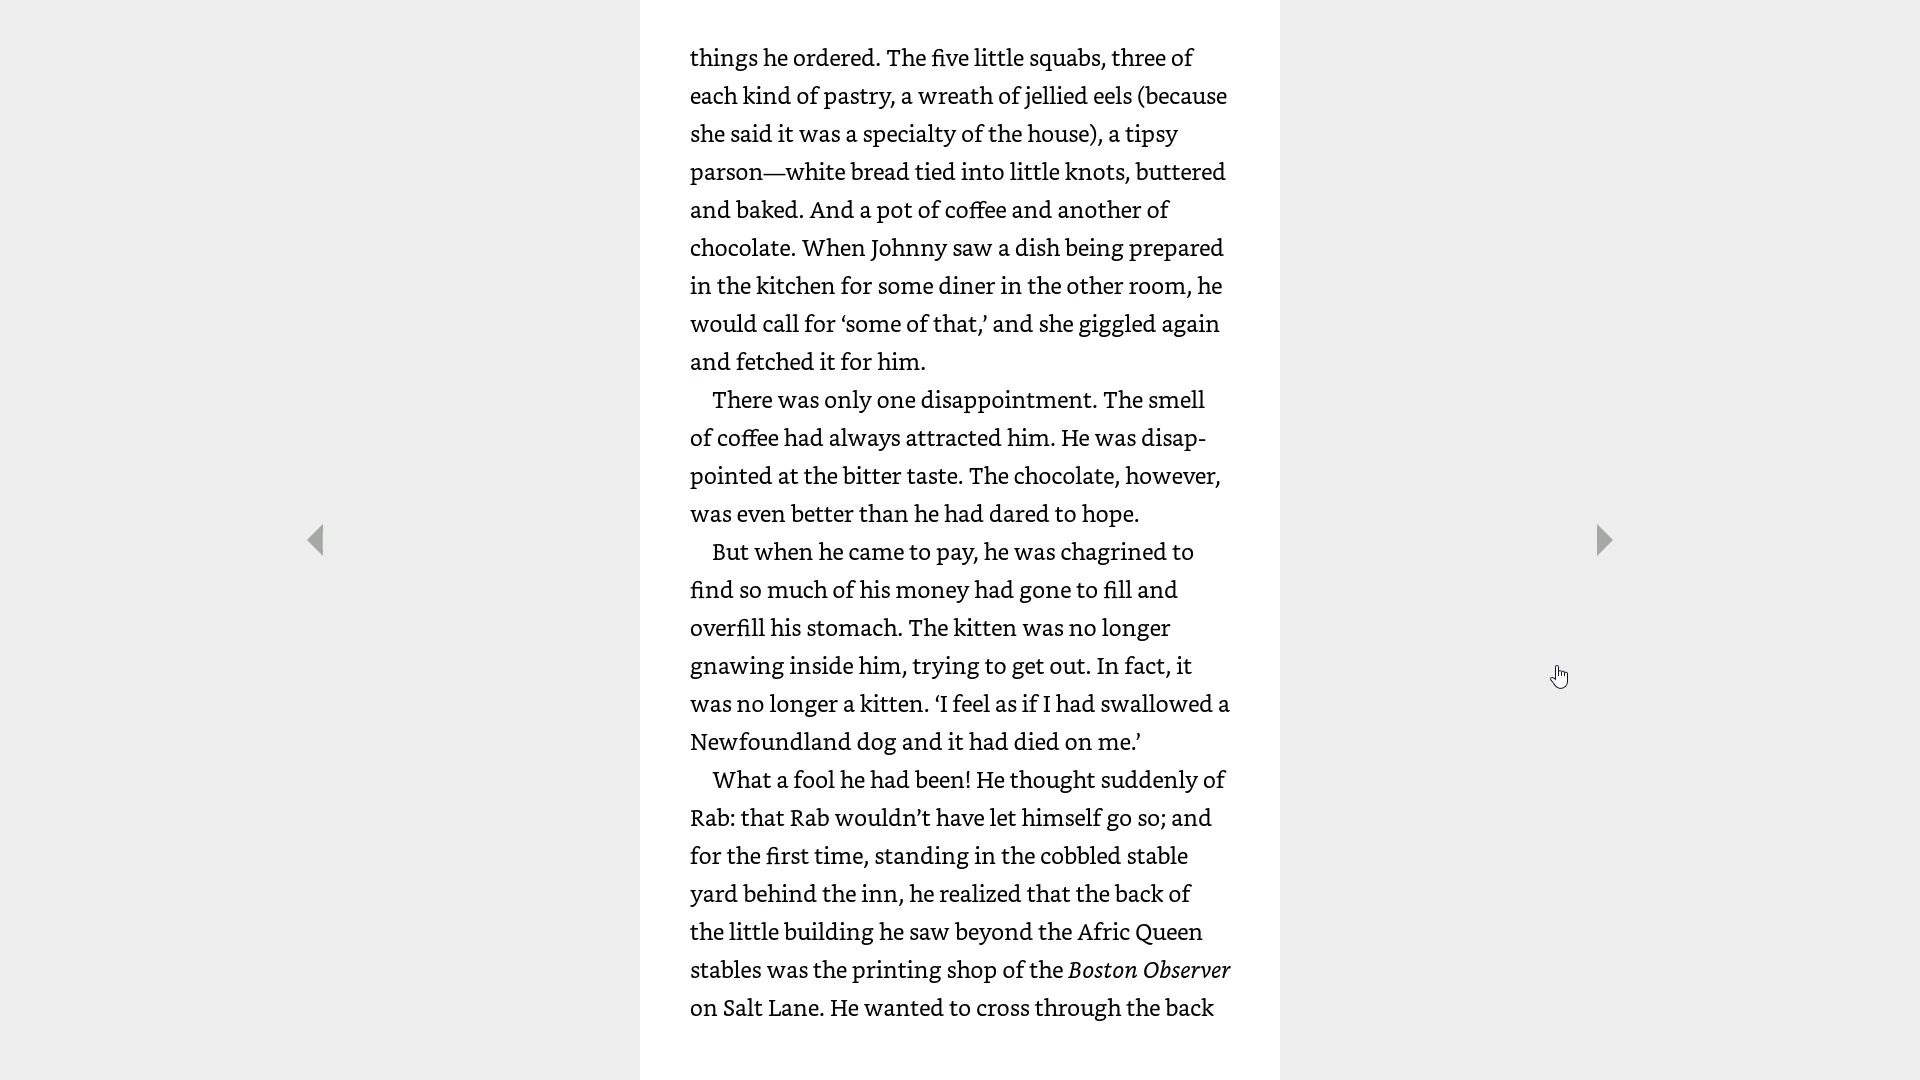 things he ordered. The five little squabs, three of
each kind of pastry, a wreath of jellied eels (because
she said it was a specialty of the house), a tipsy
parson—white bread tied into little knots, buttered
and baked. And a pot of coffee and another of
chocolate. When Johnny saw a dish being prepared
in the kitchen for some diner in the other room, he
would call for ‘some of that,’ and she giggled again
and fetched it for him.
There was only one disappointment. The smell
of coffee had always attracted him. He was disap-
pointed at the bitter taste. The chocolate, however,
was even better than he had dared to hope.
But when he came to pay, he was chagrined to
find so much of his money had gone to fill and
overfill his stomach. The kitten was no longer
gnawing inside him, trying to get out. In fact, it
was no longer a kitten. ‘I feel as if I had swallowed a
Newfoundland dog and it had died on me.’
What a fool he had been! He thought suddenly of
Rab: that Rab wouldn’t have let himself go so; and
for the first time, standing in the cobbled stable
yard behind the inn, he realized that the back of
the little building he saw beyond the Afric Queen
stables was the printing shop of the Boston Observer
on Salt Lane. He wanted to cross through the back